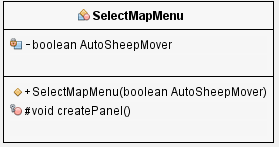 SelectMapMenu
-boolean AutoSheepMover
+SelectMapMenu(boolean AutoSheepMover)
#void createPanel()